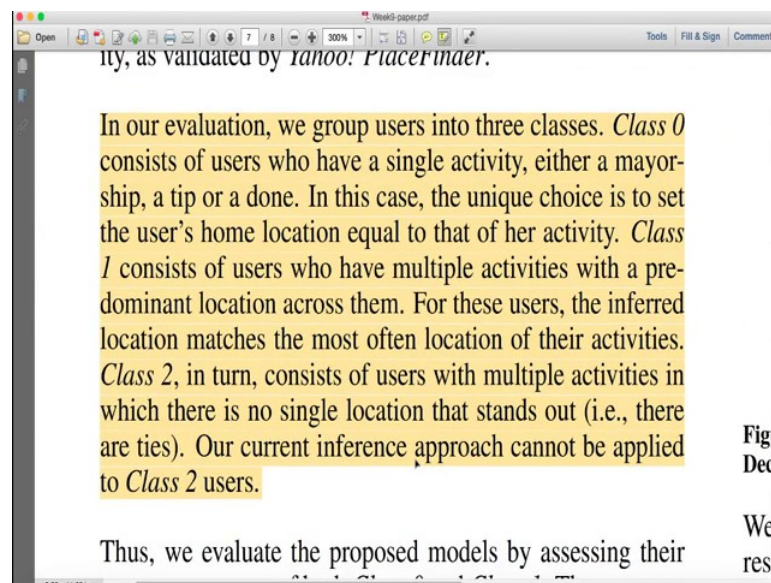 Week9-paper.pdf
Open 7 / 8 300% Tools Fill & Sign Comment
ity, as validated by Yahoo! PlaceFinder.
In our evaluation, we group users into three classes. Class 0
consists of users who have a single activity, either a mayor-
ship, a tip or a done. In this case, the unique choice is to set
the user's home location equal to that of her activity. Class
1 consists of users who have multiple activities with a pre-
dominant location across them. For these users, the inferred
location matches the most often location of their activities.
Class 2, in turn, consists of users with multiple activities in
which there is no single location that stands out (i.e., there
are ties). Our current inference approach cannot be applied
to Class 2 users.
Thus, we evaluate the proposed models by assessing their
Fig
Dec
We
res